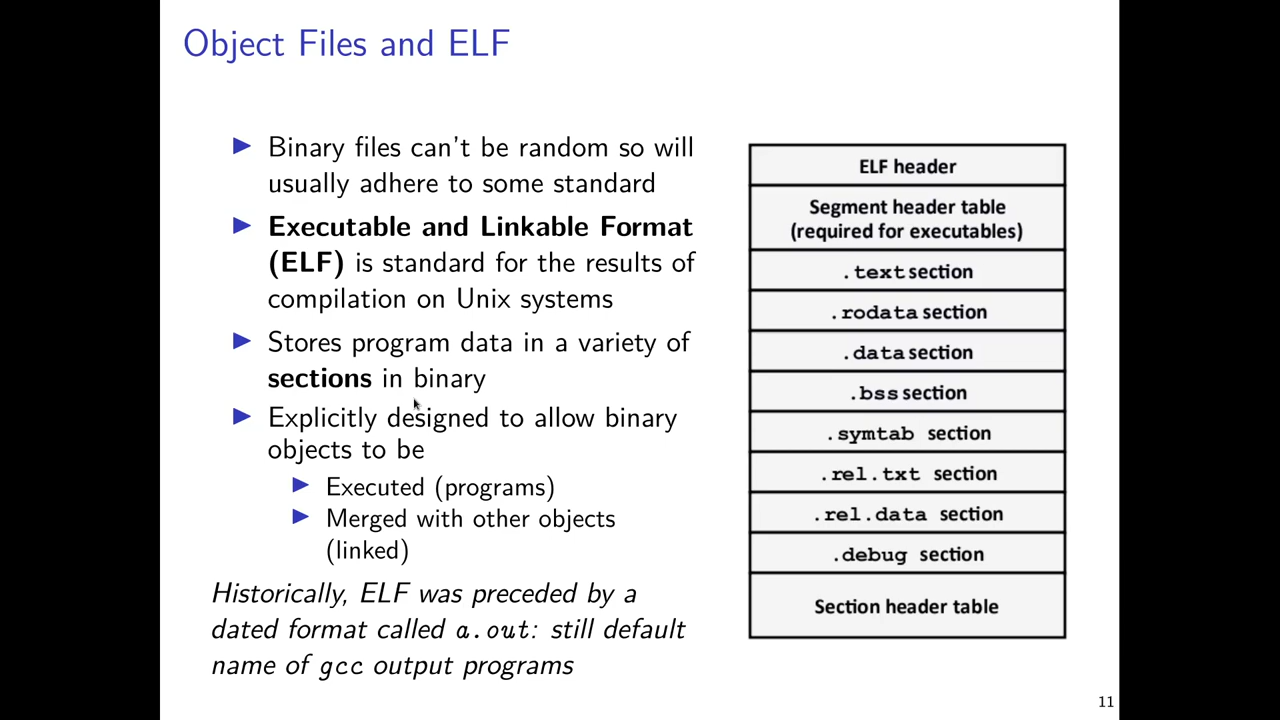 Object Files and ELF
Binary files can't be random so will
usually adhere to some standard
Executable and Linkable Format
(ELF) is standard for the results of
compilation on Unix systems
Stores program data in a variety of
sections in binary
Explicitly designed to allow binary
objects to be
Executed (programs)
Merged with other objects
(linked)
Historically, ELF was preceded by a
dated format called a.out: still default
name of gcc output programs
ELF header
Segment header table
(required for executables)
.text section
.rodata section
.data section
.bss section
.symtab section
.rel.txt section
.rel.data section
.debug section
Section header table
11